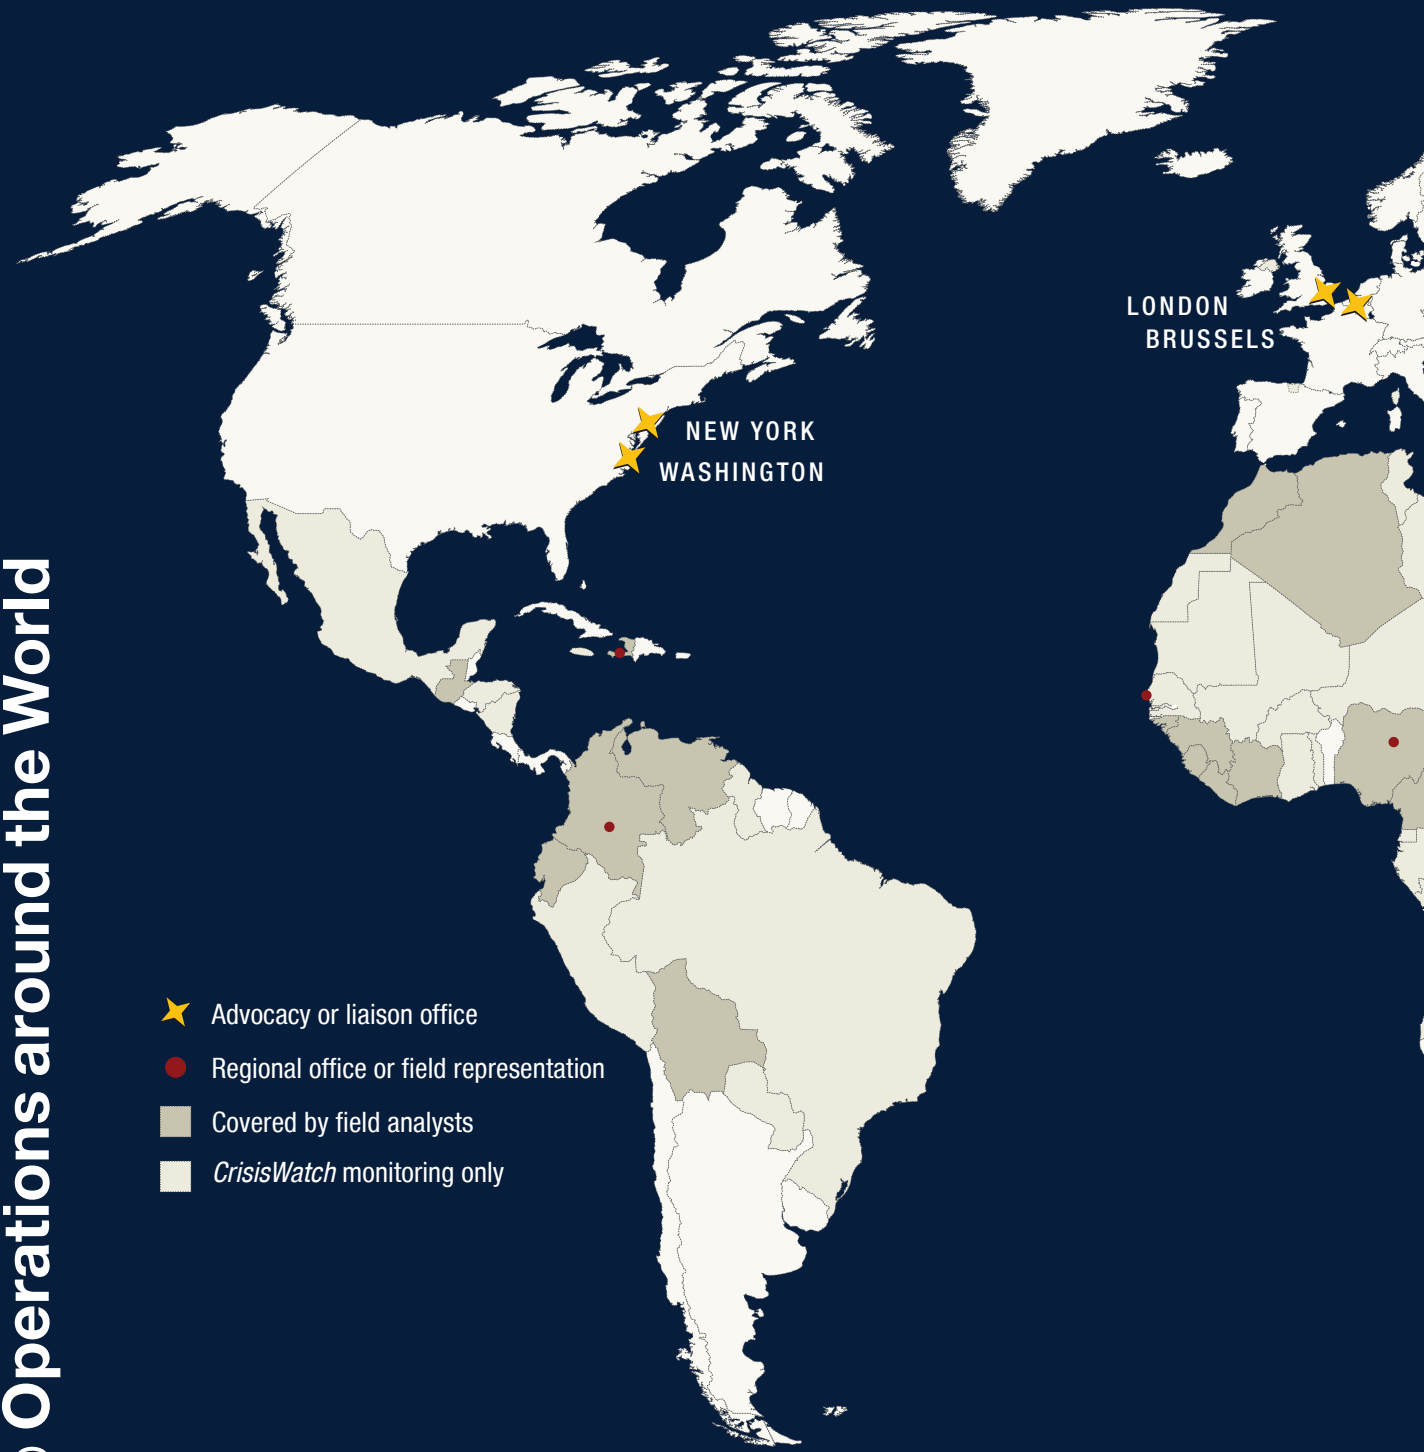 Operations around the World
LONDON
BRUSSELS
NEW YORK
WASHINGTON
Advocacy or liaison office
Regional office or field representation
Covered by field analysts
CrisisWatch monitoring only